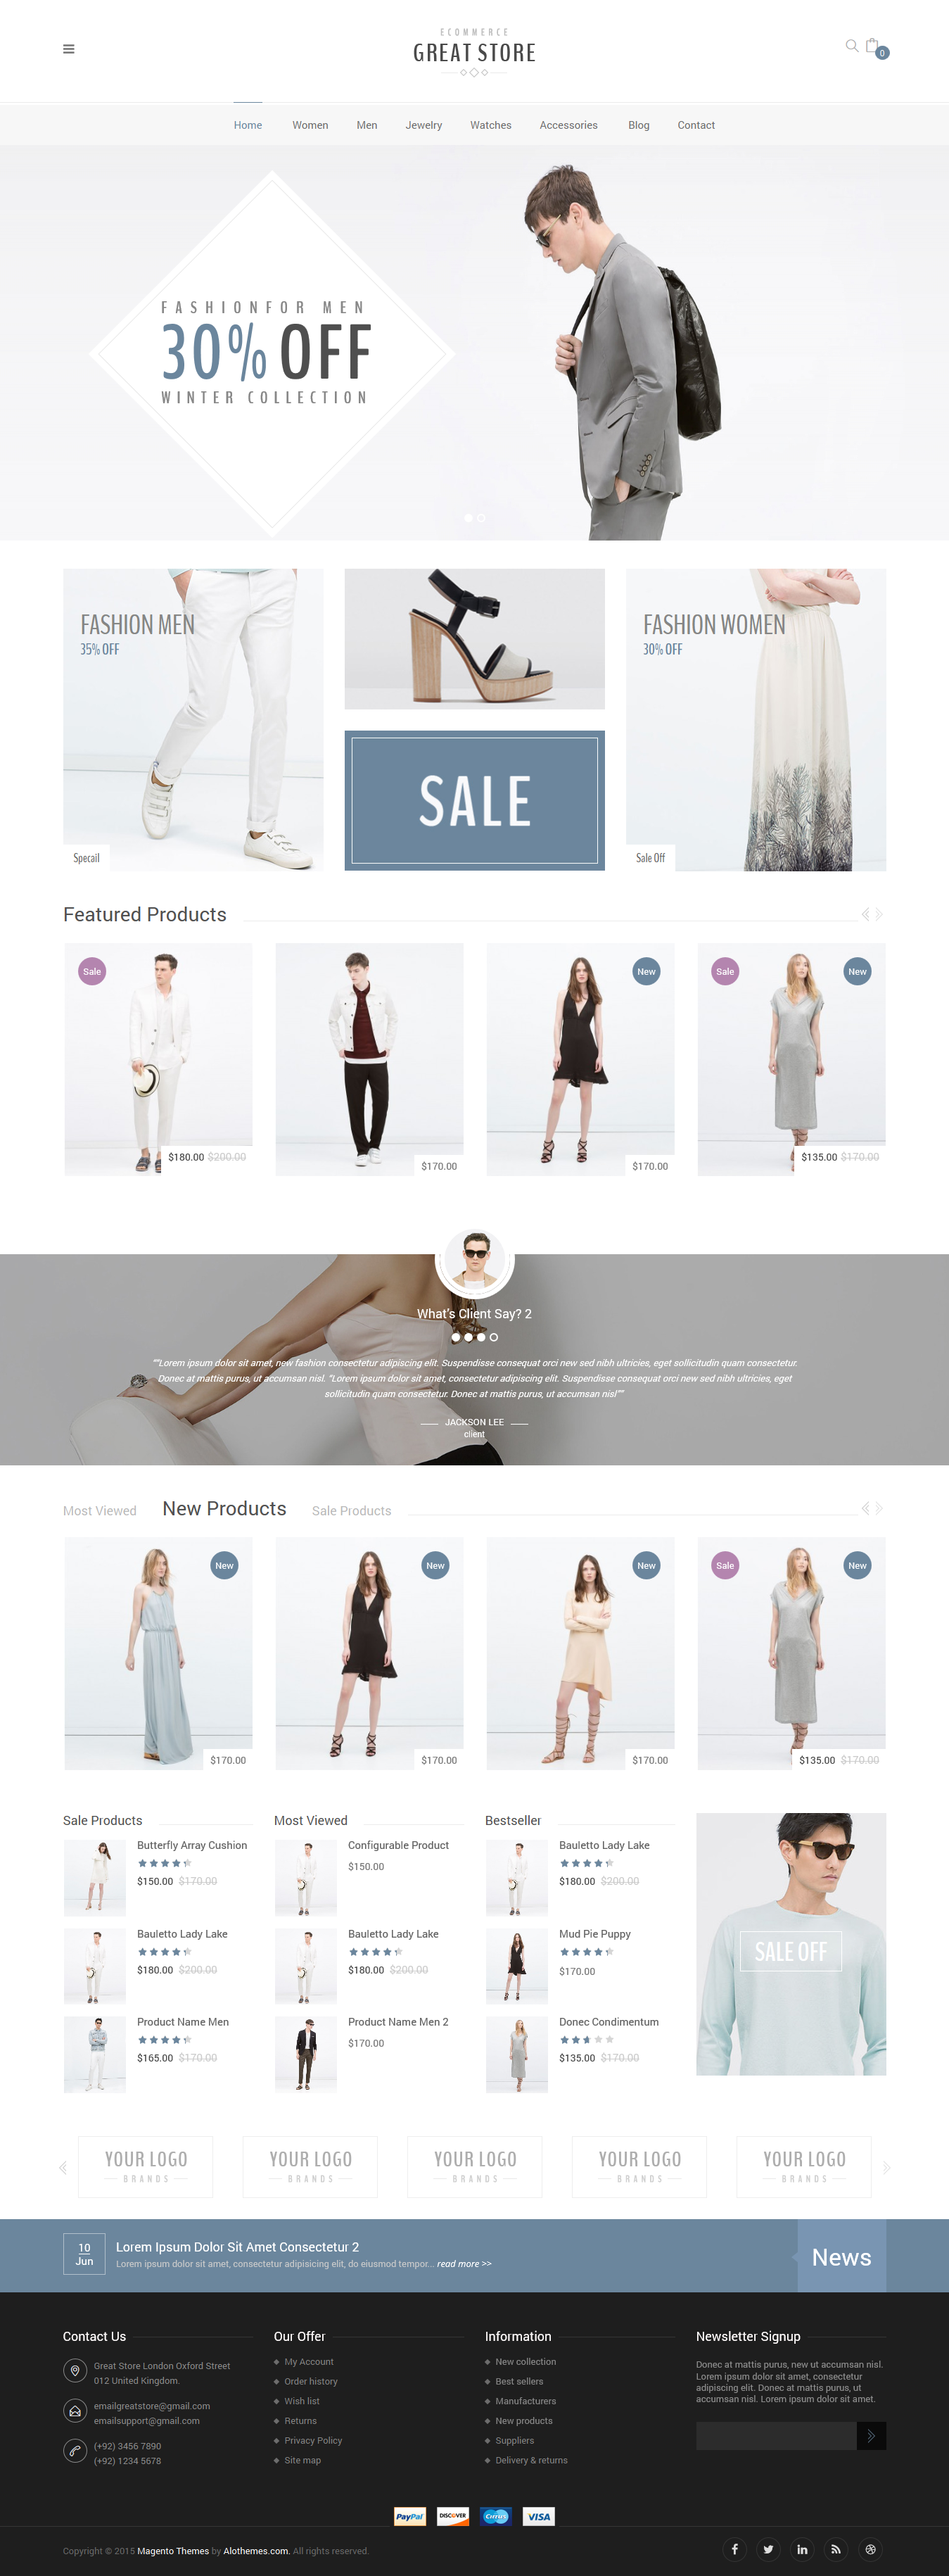 ECOMMERCE
GREAT STORE
0
Home Women Men Jewelry Watches Accessories Blog Contact
FASHIONFOR MEN
30% OFF
WINTER COLLECTION
FASHION MEN
35% OFF
Specail
SALE
FASHION WOMEN
30% OFF
Sale Off
Featured Products
Sale
$180.00 $200.00
$170.00
New
$170.00
Sale New
$135.00 $170.00
What's Client Say? 2
""Lorem ipsum dolor sit amet, new fashion consectetur adipiscing elit. Suspendisse consequat orci new sed nibh ultricies, eget sollicitudin quam consectetur.
Donec at mattis purus, ut accumsan nisl. "Lorem ipsum dolor sit amet, consectetur adipiscing elit. Suspendisse consequat orci new sed nibh ultricies, eget
sollicitudin quam consectetur. Donec at mattis purus, ut accumsan nisl""
JACKSON LEE
client
Most Viewed New Products Sale Products
New
$170.00
New
$170.00
New
$170.00
Sale New
$135.00 $170.00
Sale Products
Butterfly Array Cushion
$150.00 $170.00
Bauletto Lady Lake
$180.00 $200.00
Product Name Men
$165.00 $170.00
Most Viewed
Configurable Product
$150.00
Bauletto Lady Lake
$180.00 $200.00
Product Name Men 2
$170.00
Bestseller
Bauletto Lady Lake
$180.00 $200.00
Mud Pie Puppy
$170.00
Donec Condimentum
$135.00 $170.00
SALE OFF
YOUR LOGO
BRANDS
YOUR LOGO
BRANDS
YOUR LOGO
BRANDS
YOUR LOGO
BRANDS
YOUR LOGO
BRANDS
10
Jun
Lorem Ipsum Dolor Sit Amet Consectetur 2
Lorem ipsum dolor sit amet, consectetur adipisicing elit, do eiusmod tempor... read more >>
News
Contact Us
Great Store London Oxford Street
012 United Kingdom.
emailgreatstore@gmail.com
emailsupport@gmail.com
(+92) 3456 7890
(+92) 1234 5678
Our Offer
My Account
Order history
Wish list
Returns
Privacy Policy
Site map
Information
New collection
Best sellers
Manufacturers
New products
Suppliers
Delivery & returns
Newsletter Signup
Donec at mattis purus, new ut accumsan nisl.
Lorem ipsum dolor sit amet, consectetur
adipiscing elit. Donec at mattis purus, ut
accumsan nisl. Lorem ipsum dolor sit amet.
PayPal DISCOVER Cirrus VISA
Copyright © 2015 Magento Themes by Alothemes.com. All rights reserved.